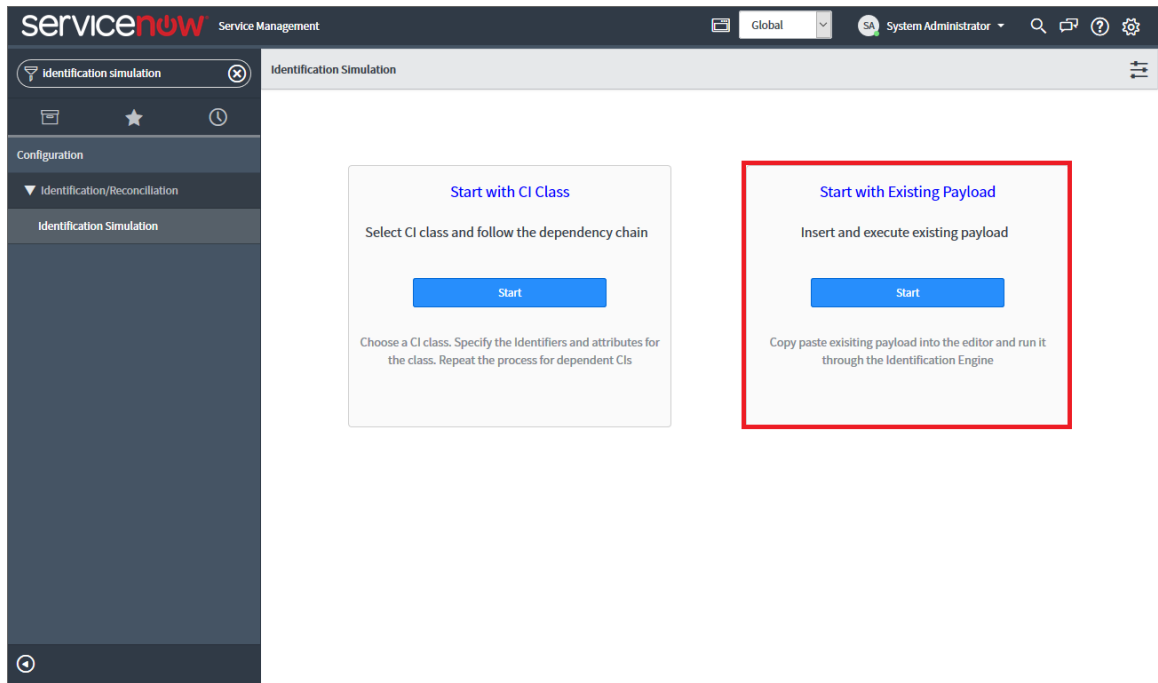 servicenow Service Management
Global
SA System Administrator
identification simulation
Identification Simulation
Configuration
Identification/Reconciliation
Identification Simulation
Start with CI Class
Select CI class and follow the dependency chain
Start
Choose a CI class. Specify the Identifiers and attributes for
the class. Repeat the process for dependent CIs
Start with Existing Payload
Insert and execute existing payload
Start
Copy paste exisiting payload into the editor and run it
through the Identification Engine